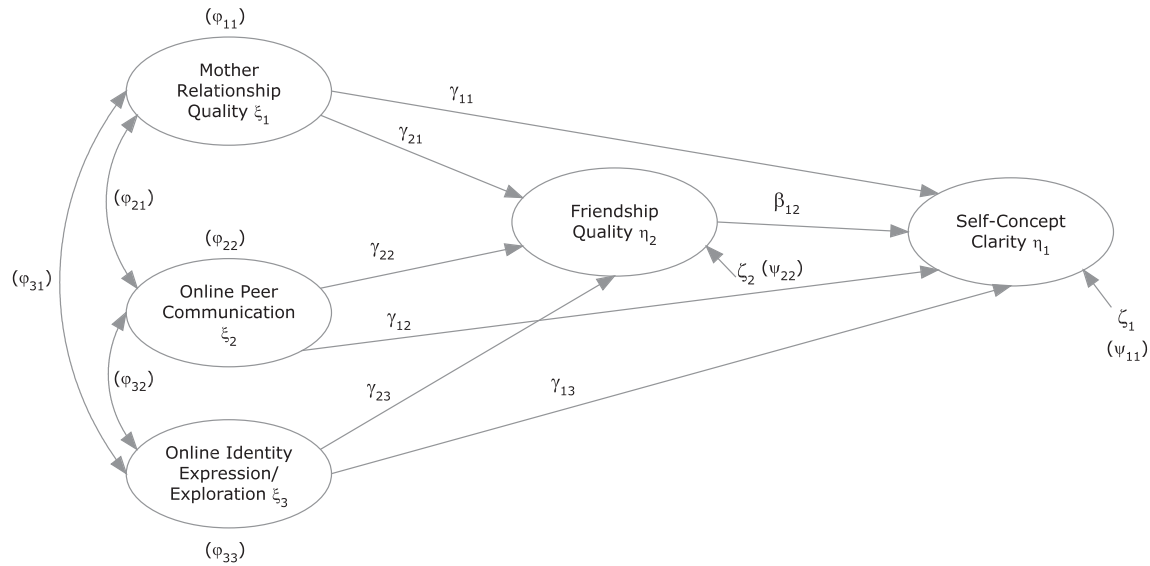 (φ11)
Mother
Relationship
Quality ξ1
γ11
γ21
(φ21)
Friendship
Quality η2
β12
Self-Concept
Clarity η1
(φ22)
γ22
ζ2 (ψ22)
(φ31)
Online Peer
Communication
ξ2
γ12
ζ1
(ψ11)
(φ32)
γ23
γ13
Online Identity
Expression/
Exploration ξ3
(φ33)